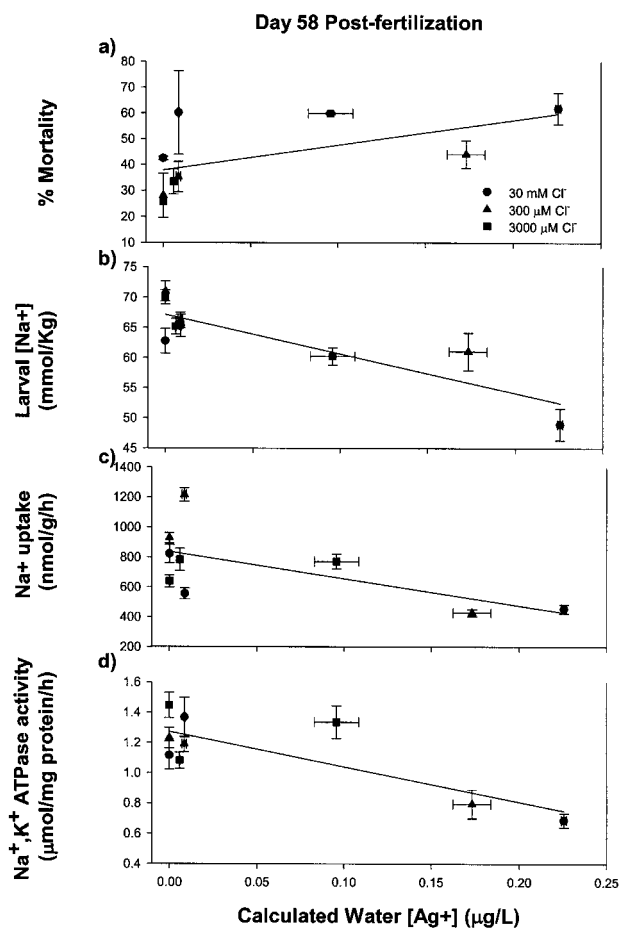 Day 58 Post-fertilization
a)
% Mortality
80
70
60
50
40
30
20
10
● 30 mM Cl-
▲ 300 µM Cl-
■ 3000 µM Cl-
b)
Larval [Na+]
(mmol/Kg)
75
70
65
60
55
50
45
c)
Na+ uptake
(nmol/g/h)
1400
1200
1000
800
600
400
200
d)
Na+,K+ ATPase activity
(µmol/mg protein/h)
1.6
1.4
1.2
1.0
0.8
0.6
0.4
0.00 0.05 0.10 0.15 0.20 0.25
Calculated Water [Ag+] (µg/L)